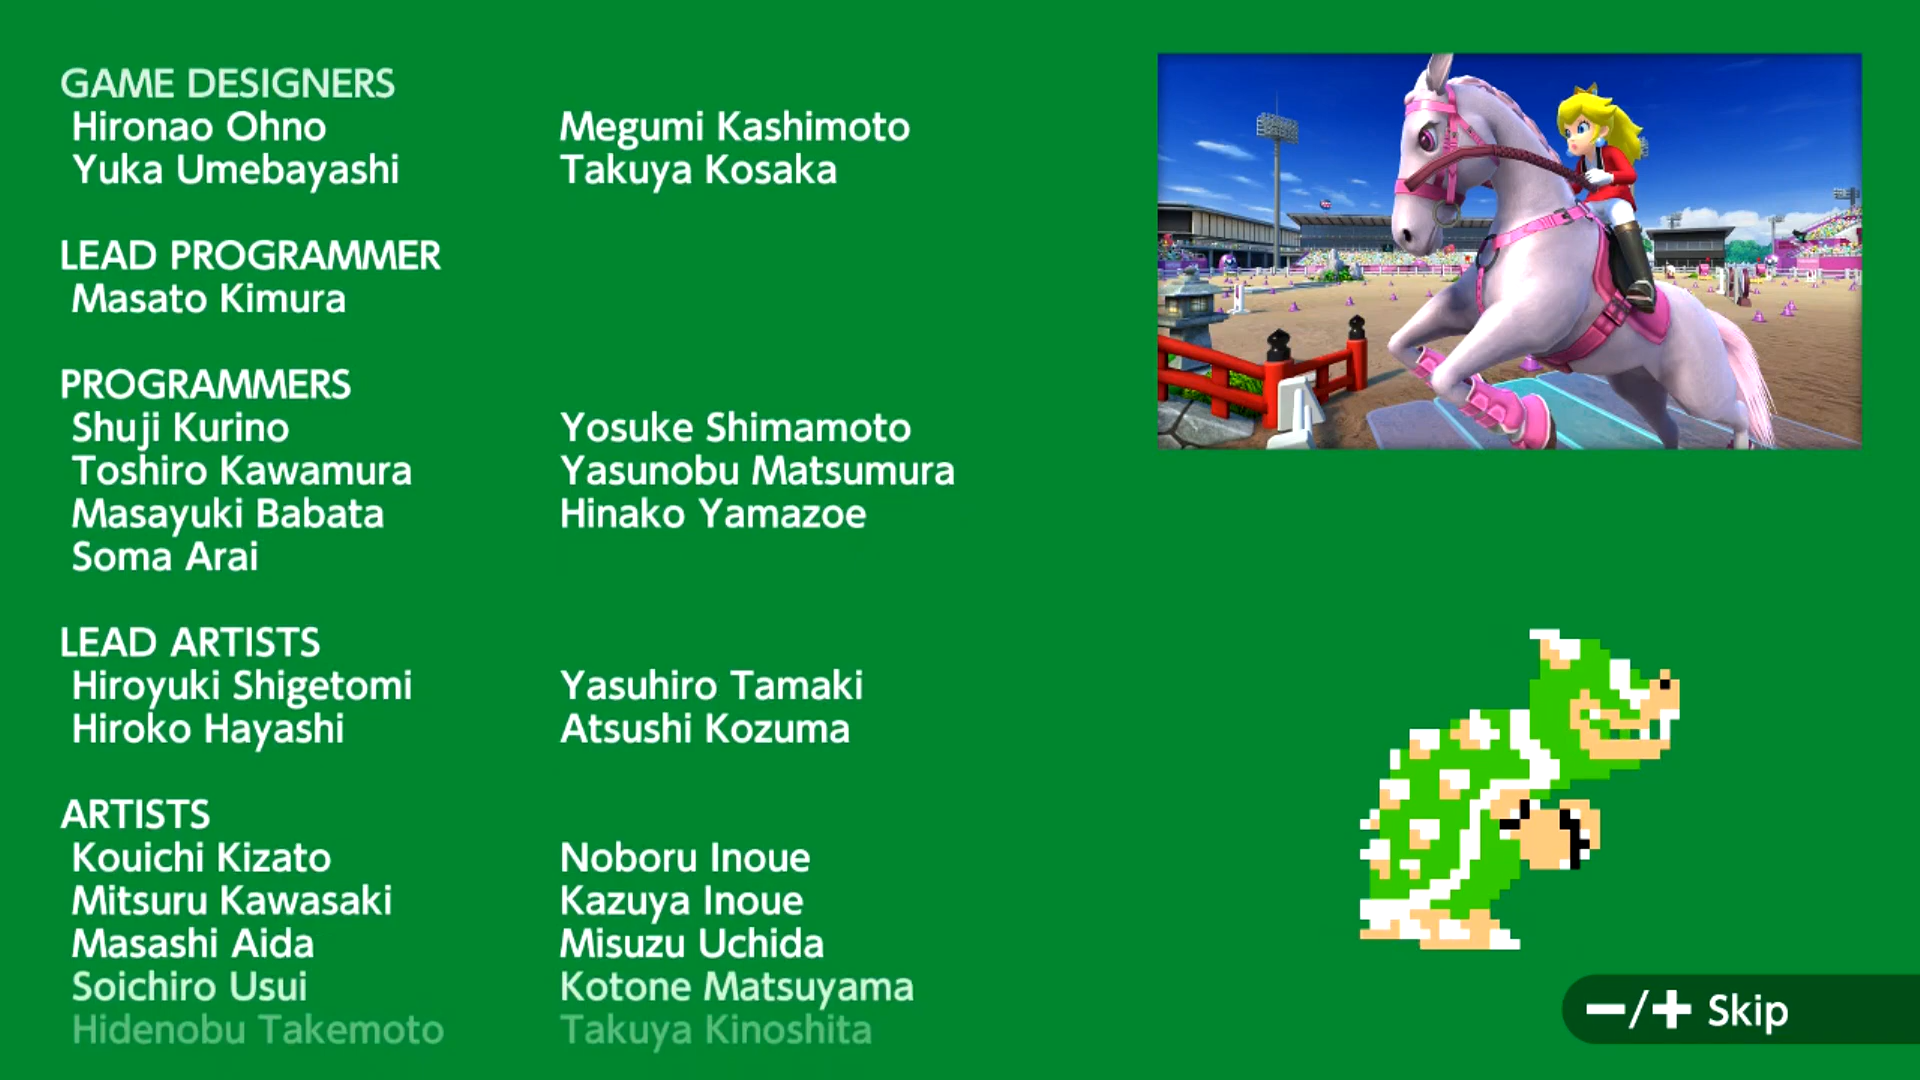 GAME DESIGNERS
Hironao Ohno Megumi Kashimoto
Yuka Umebayashi Takuya Kosaka
LEAD PROGRAMMER
Masato Kimura
PROGRAMMERS
Shuji Kurino Yosuke Shimamoto
Toshiro Kawamura Yasunobu Matsumura
Masayuki Babata Hinako Yamazoe
Soma Arai
LEAD ARTISTS
Hiroyuki Shigetomi Yasuhiro Tamaki
Hiroko Hayashi Atsushi Kozuma
ARTISTS
Kouichi Kizato Noboru Inoue
Mitsuru Kawasaki Kazuya Inoue
Masashi Aida Misuzu Uchida
Soichiro Usui Kotone Matsuyama
Hidenobu Takemoto Takuya Kinoshita
−/+ Skip